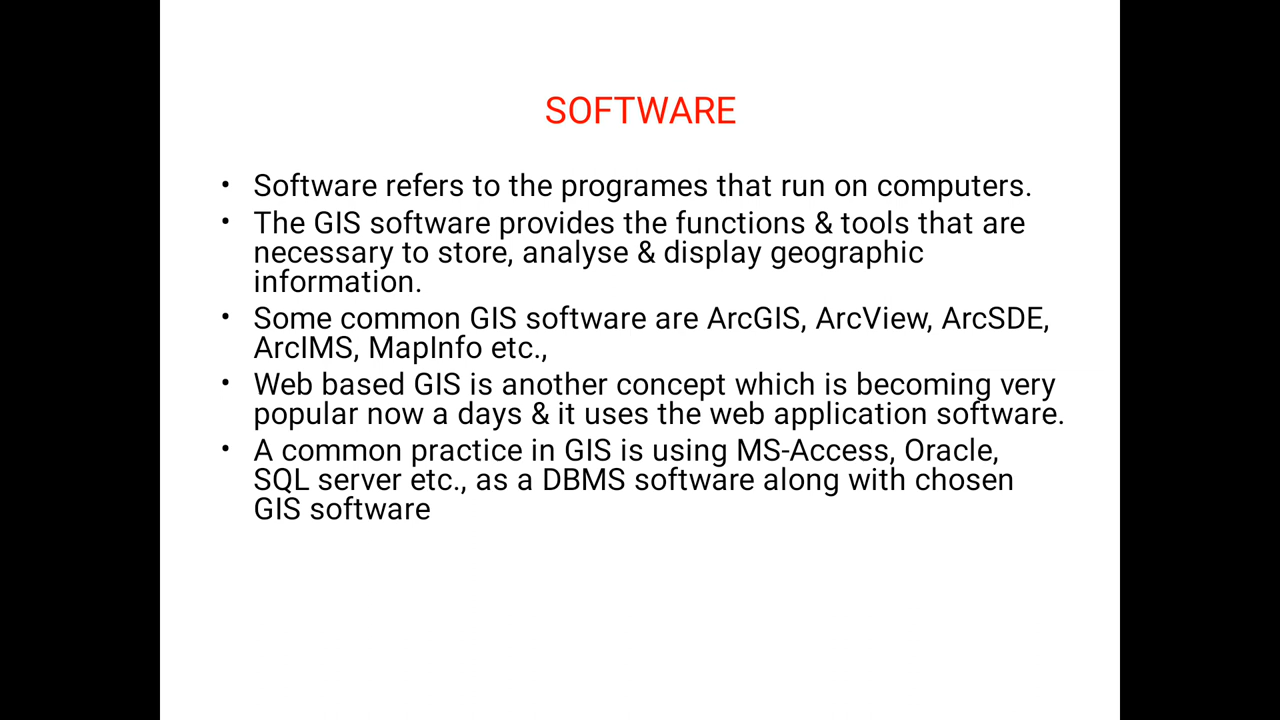 SOFTWARE
• Software refers to the programes that run on computers.
• The GIS software provides the functions & tools that are
necessary to store, analyse & display geographic
information.
• Some common GIS software are ArcGIS, ArcView, ArcSDE,
ArcIMS, MapInfo etc.,
• Web based GIS is another concept which is becoming very
popular now a days & it uses the web application software.
• A common practice in GIS is using MS-Access, Oracle,
SQL server etc., as a DBMS software along with chosen
GIS software